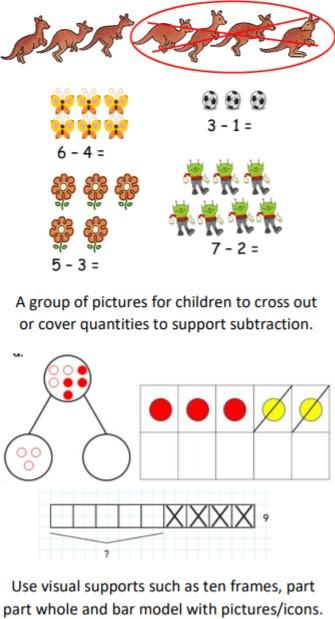 6 - 4 =
3 - 1 =
5 - 3 =
7 - 2 =
A group of pictures for children to cross out
or cover quantities to support subtraction.
9
?
Use visual supports such as ten frames, part
part whole and bar model with pictures/icons.